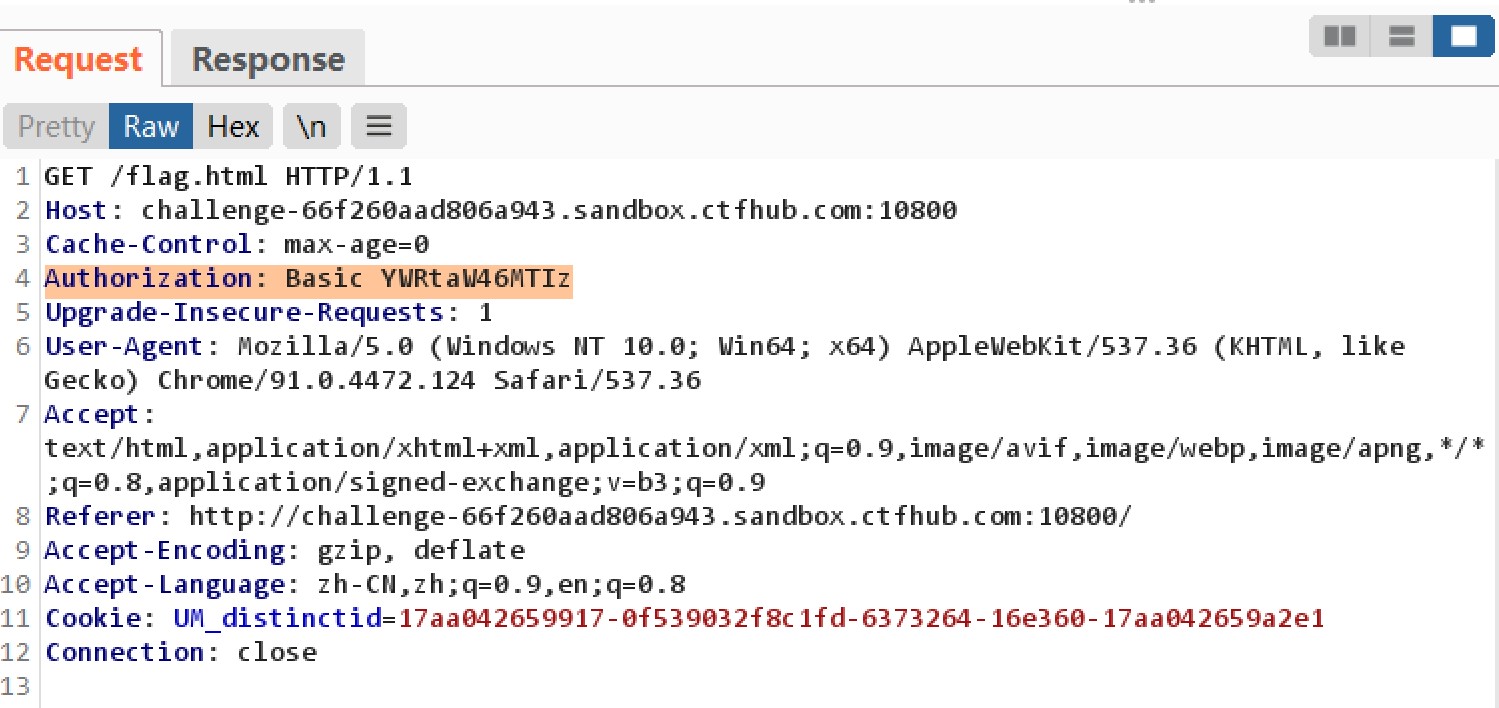 Request Response
Pretty Raw Hex \n
1 GET /flag.html HTTP/1.1
2 Host: challenge-66f260aad806a943.sandbox.ctfhub.com:10800
3 Cache-Control: max-age=0
4 Authorization: Basic YWRtaW46MTIz
5 Upgrade-Insecure-Requests: 1
6 User-Agent: Mozilla/5.0 (Windows NT 10.0; Win64; x64) AppleWebKit/537.36 (KHTML, like
Gecko) Chrome/91.0.4472.124 Safari/537.36
7 Accept:
text/html,application/xhtml+xml,application/xml;q=0.9,image/avif,image/webp,image/apng,*/*
;q=0.8,application/signed-exchange;v=b3;q=0.9
8 Referer: http://challenge-66f260aad806a943.sandbox.ctfhub.com:10800/
9 Accept-Encoding: gzip, deflate
10 Accept-Language: zh-CN,zh;q=0.9,en;q=0.8
11 Cookie: UM_distinctid=17aa042659917-0f539032f8c1fd-6373264-16e360-17aa042659a2e1
12 Connection: close
13